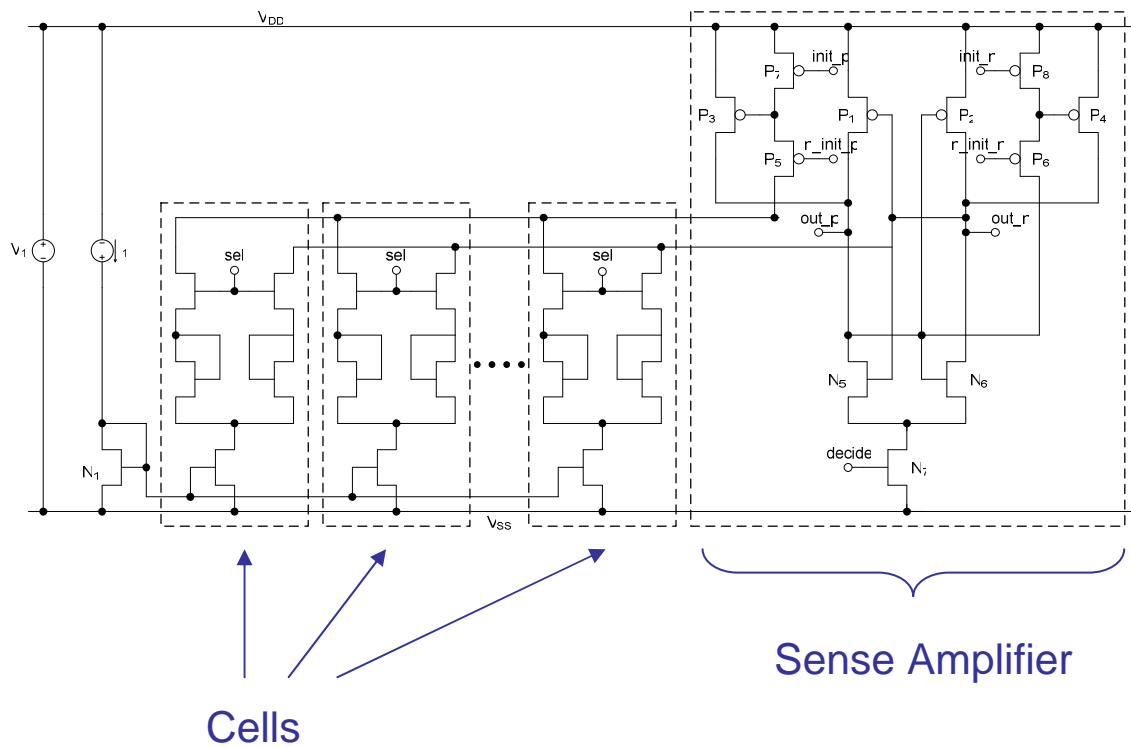 VDD
init_p
init_r
P7
P8
P3
P1
P2
P4
r_init_p
r_init_r
P5
P6
out_p
out_r
V1
1
sel
sel
sel
N5
N6
decide
N1
N7
VSS
Sense Amplifier
Cells